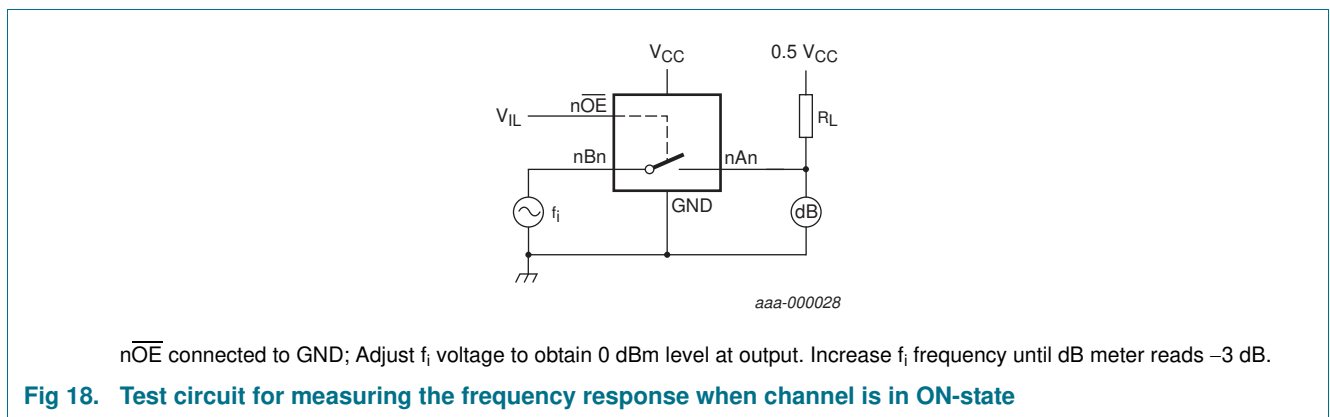 VCC
0.5 VCC
nOE
VIL
RL
nBn
nAn
fi
GND
dB
aaa-000028
nOE connected to GND; Adjust fi voltage to obtain 0 dBm level at output. Increase fi frequency until dB meter reads −3 dB.
Fig 18. Test circuit for measuring the frequency response when channel is in ON-state